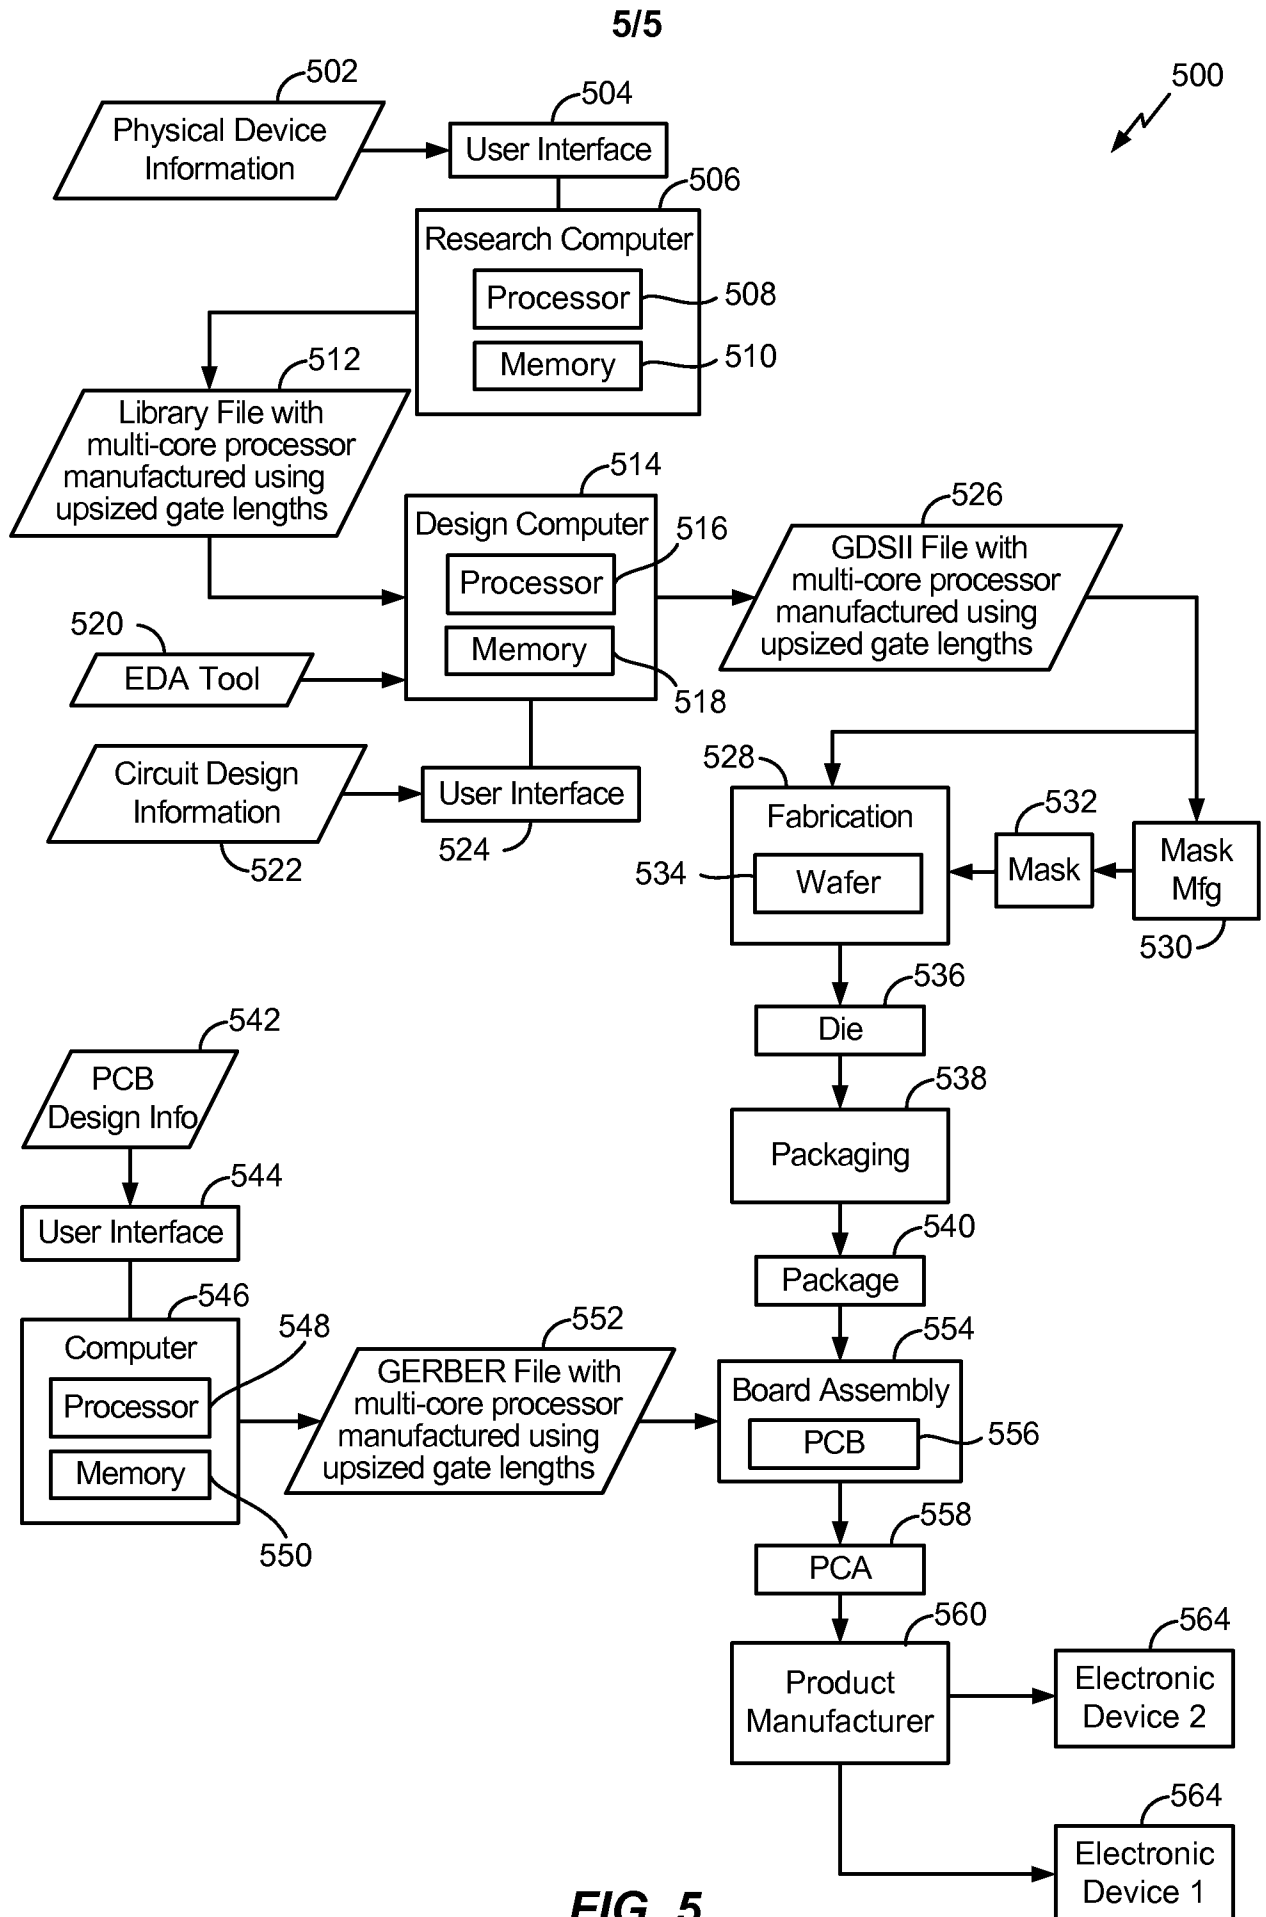 5/5
500
502
Physical Device
Information
504
User Interface
506
Research Computer
Processor
508
Memory
510
512
Library File with
multi-core processor
manufactured using
upsized gate lengths
514
Design Computer
516
Processor
Memory
518
520
EDA Tool
Circuit Design
Information
522
User Interface
524
526
GDSII File with
multi-core processor
manufactured using
upsized gate lengths
528
Fabrication
534
Wafer
532
Mask
Mask
Mfg
530
536
Die
538
Packaging
540
Package
542
PCB
Design Info
544
User Interface
546
Computer
548
Processor
Memory
550
552
GERBER File with
multi-core processor
manufactured using
upsized gate lengths
554
Board Assembly
PCB
556
558
PCA
560
Product
Manufacturer
564
Electronic
Device 2
564
Electronic
Device 1
FIG. 5